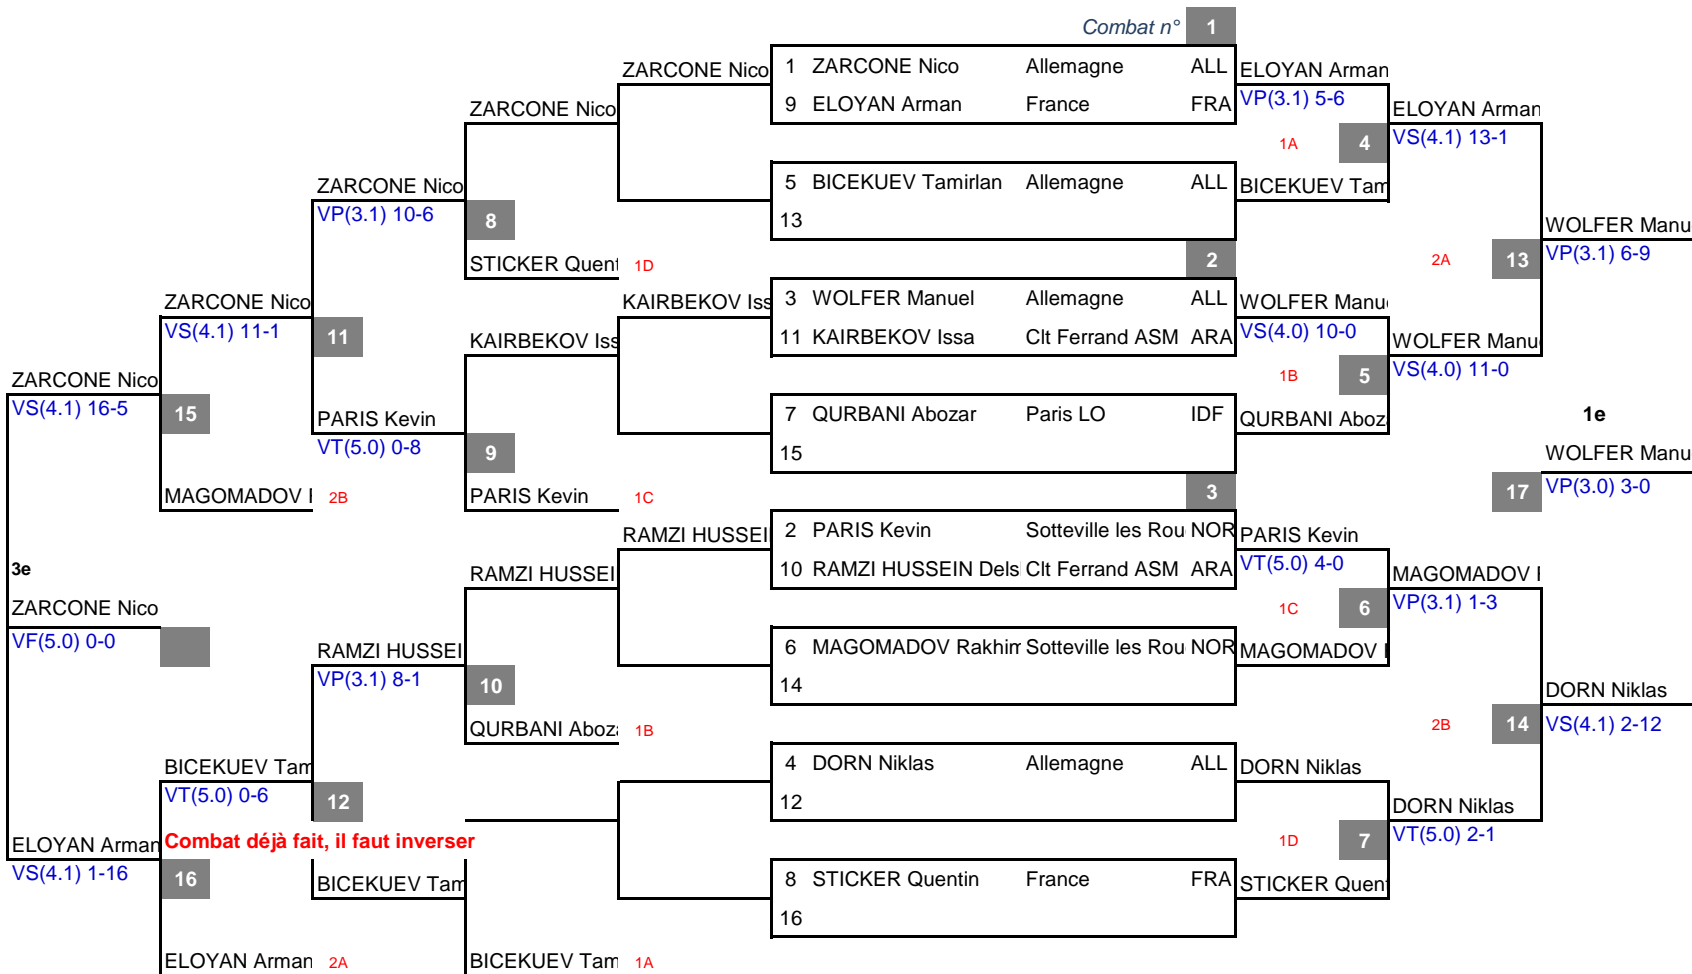 Combat n° 1
ZARCONE Nico 1 ZARCONE Nico Allemagne ALL ELOYAN Arman
ZARCONE Nico 9 ELOYAN Arman France FRA VP(3.1) 5-6 ELOYAN Arman
1A 4 VS(4.1) 13-1
ZARCONE Nico 5 BICEKUEV Tamirlan Allemagne ALL BICEKUEV Tam
VP(3.1) 10-6 8 13 WOLFER Manu
STICKER Quent 1D 2 2A 13 VP(3.1) 6-9
ZARCONE Nico KAIRBEKOV Iss 3 WOLFER Manuel Allemagne ALL WOLFER Manue
VS(4.1) 11-1 11 KAIRBEKOV Iss 11 KAIRBEKOV Issa Clt Ferrand ASM ARA VS(4.0) 10-0 WOLFER Manue
ZARCONE Nico 1B 5 VS(4.0) 11-0
VS(4.1) 16-5 15 PARIS Kevin 7 QURBANI Abozar Paris LO IDF QURBANI Aboza 1e
VT(5.0) 0-8 9 15 WOLFER Manu
MAGOMADOV 2B PARIS Kevin 1C 3 17 VP(3.0) 3-0
RAMZI HUSSEI 2 PARIS Kevin Sotteville les Rou NOR PARIS Kevin
3e RAMZI HUSSEI 10 RAMZI HUSSEIN Dels Clt Ferrand ASM ARA VT(5.0) 4-0 MAGOMADOV
ZARCONE Nico 1C 6 VP(3.1) 1-3
VF(5.0) 0-0 RAMZI HUSSEI 6 MAGOMADOV Rakhim Sotteville les Rou NOR MAGOMADOV
VP(3.1) 8-1 10 14 DORN Niklas
QURBANI Aboza 1B 2B 14 VS(4.1) 2-12
BICEKUEV Tam 4 DORN Niklas Allemagne ALL DORN Niklas
VT(5.0) 0-6 12 12 DORN Niklas
ELOYAN Arman Combat déjà fait, il faut inverser 1D 7 VT(5.0) 2-1
VS(4.1) 1-16 16 BICEKUEV Tam 8 STICKER Quentin France FRA STICKER Quent
16
ELOYAN Arman 2A BICEKUEV Tam 1A